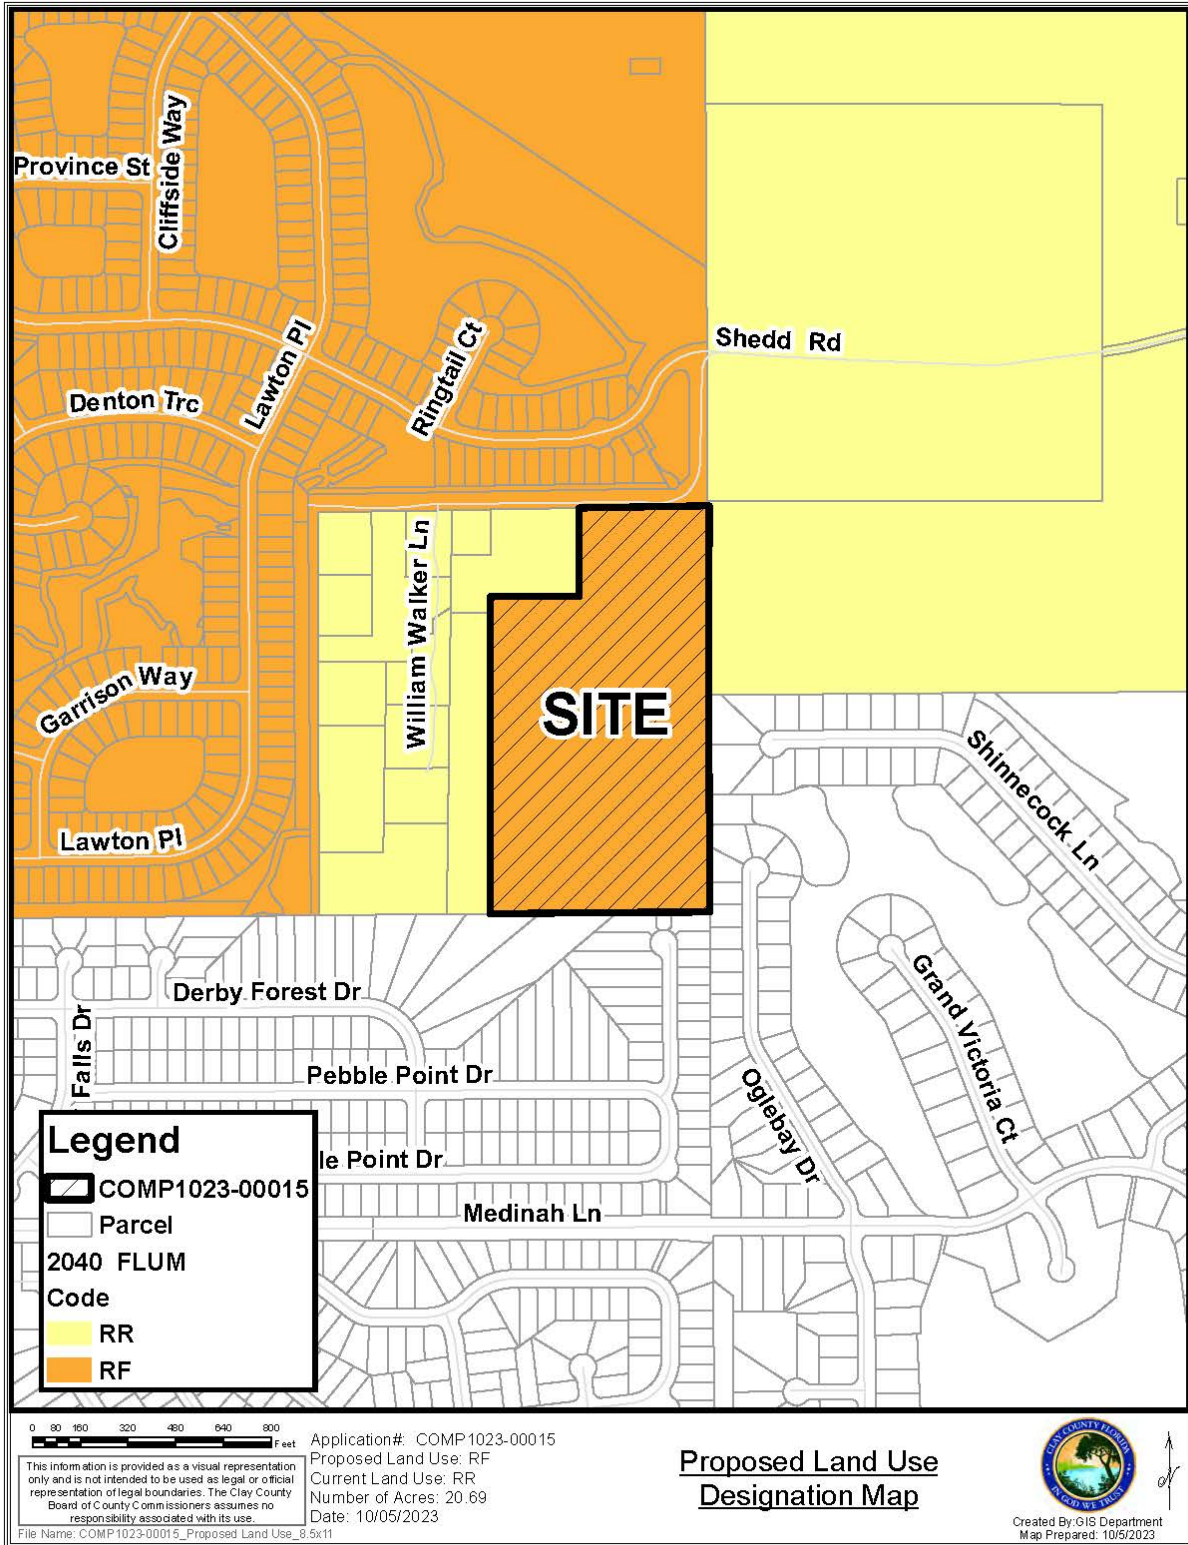 Province St
Cliffside Way
Shedd Rd
Lawton Pl
Ringtail Ct
Denton Trc
William Walker Ln
Garrison Way
SITE
Shinnecock Ln
Lawton Pl
Grand Victoria Ct
Derby Forest Dr
Falls Dr
Pebble Point Dr
Oglebay Dr
le Point Dr
Medinah Ln
Legend
COMP1023-00015
Parcel
2040 FLUM
Code
RR
RF
0 80 160 320 480 640 800
Feet
This information is provided as a visual representation
only and is not intended to be used as legal or official
representation of legal boundaries. The Clay County
Board of County Commissioners assumes no
responsibility associated with its use.
File Name: COMP1023-00015_Proposed Land Use_8.5x11
Application#: COMP1023-00015
Proposed Land Use: RF
Current Land Use: RR
Number of Acres: 20.69
Date: 10/05/2023
Proposed Land Use
Designation Map
CLAY COUNTY FLORIDA
IN GOD WE TRUST
N
Created By:GIS Department
Map Prepared: 10/5/2023